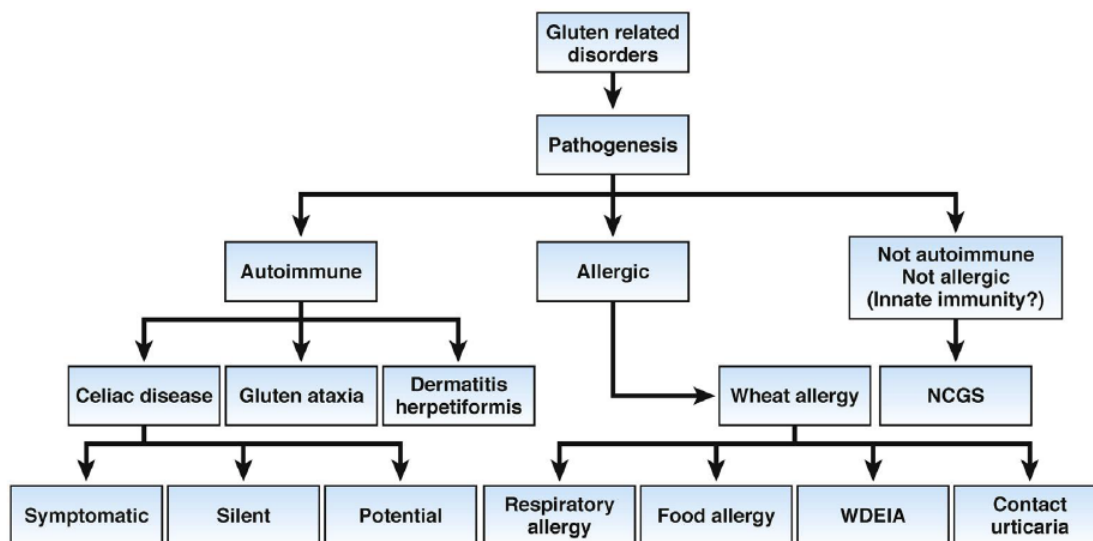 Gluten related
disorders
Pathogenesis
Autoimmune
Allergic
Not autoimmune
Not allergic
(Innate immunity?)
Celiac disease
Gluten ataxia
Dermatitis
herpetiformis
Wheat allergy
NCGS
Symptomatic
Silent
Potential
Respiratory
allergy
Food allergy
WDEIA
Contact
urticaria